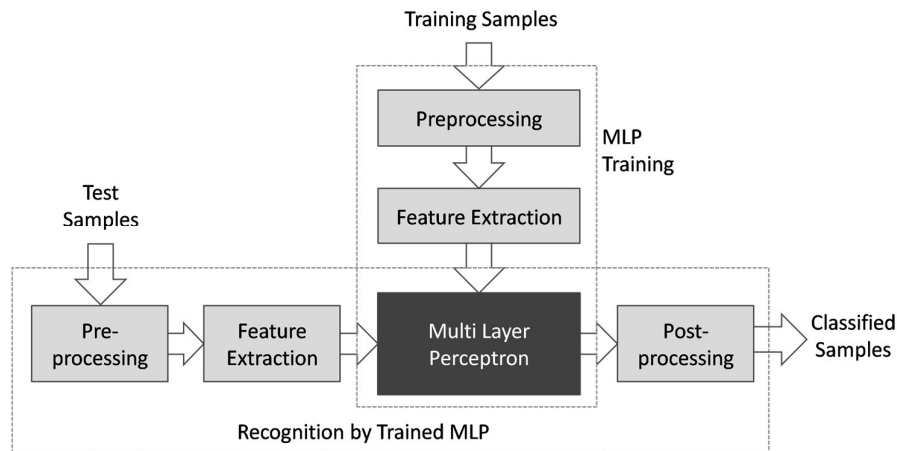 Training Samples
Preprocessing
MLP
Training
Feature Extraction
Test
Samples
Pre-
processing
Feature
Extraction
Multi Layer
Perceptron
Post-
processing
Classified
Samples
Recognition by Trained MLP